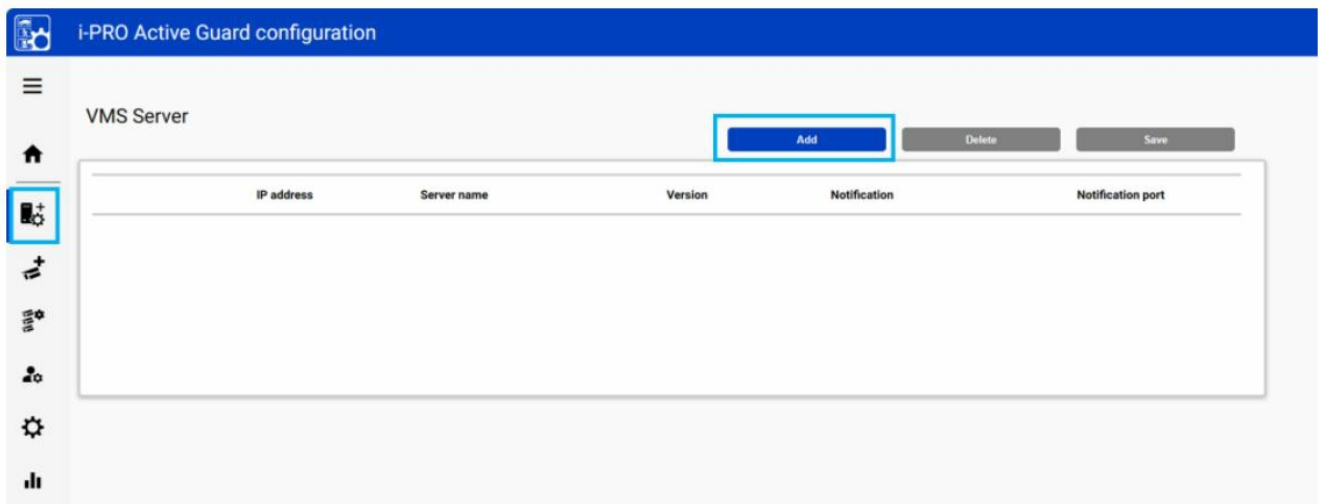 i-PRO Active Guard configuration
VMS Server
Add Delete Save
IP address Server name Version Notification Notification port